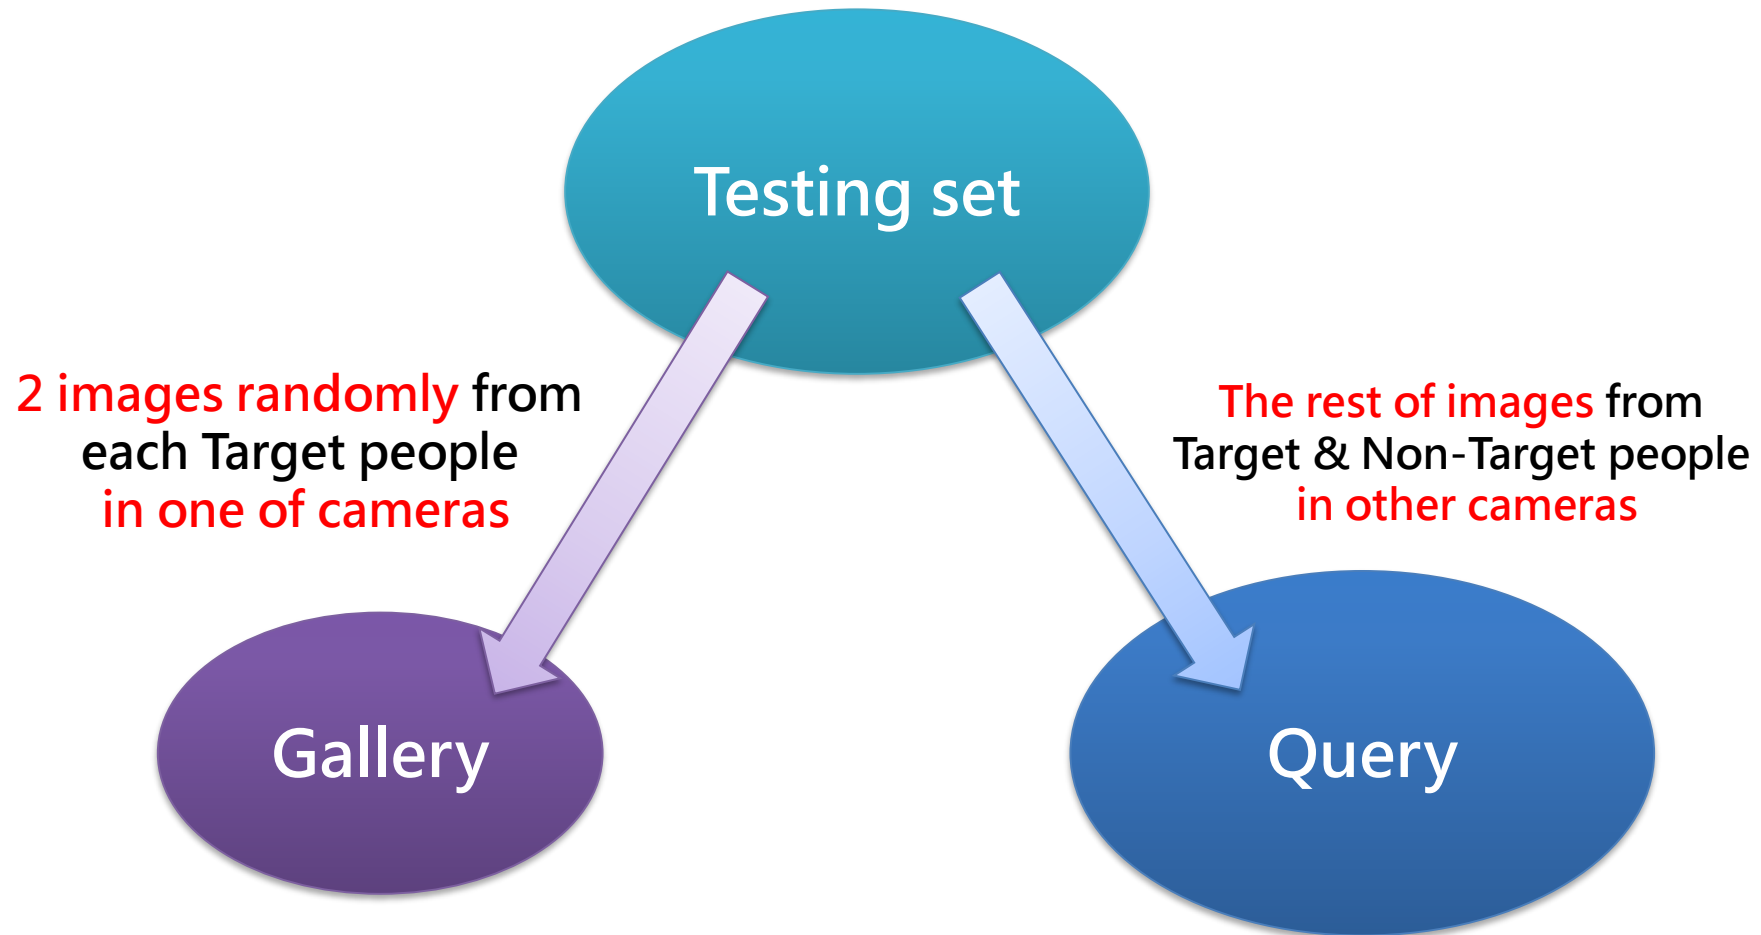 Testing set
2 images randomly from
each Target people
in one of cameras
The rest of images from
Target & Non-Target people
in other cameras
Gallery
Query